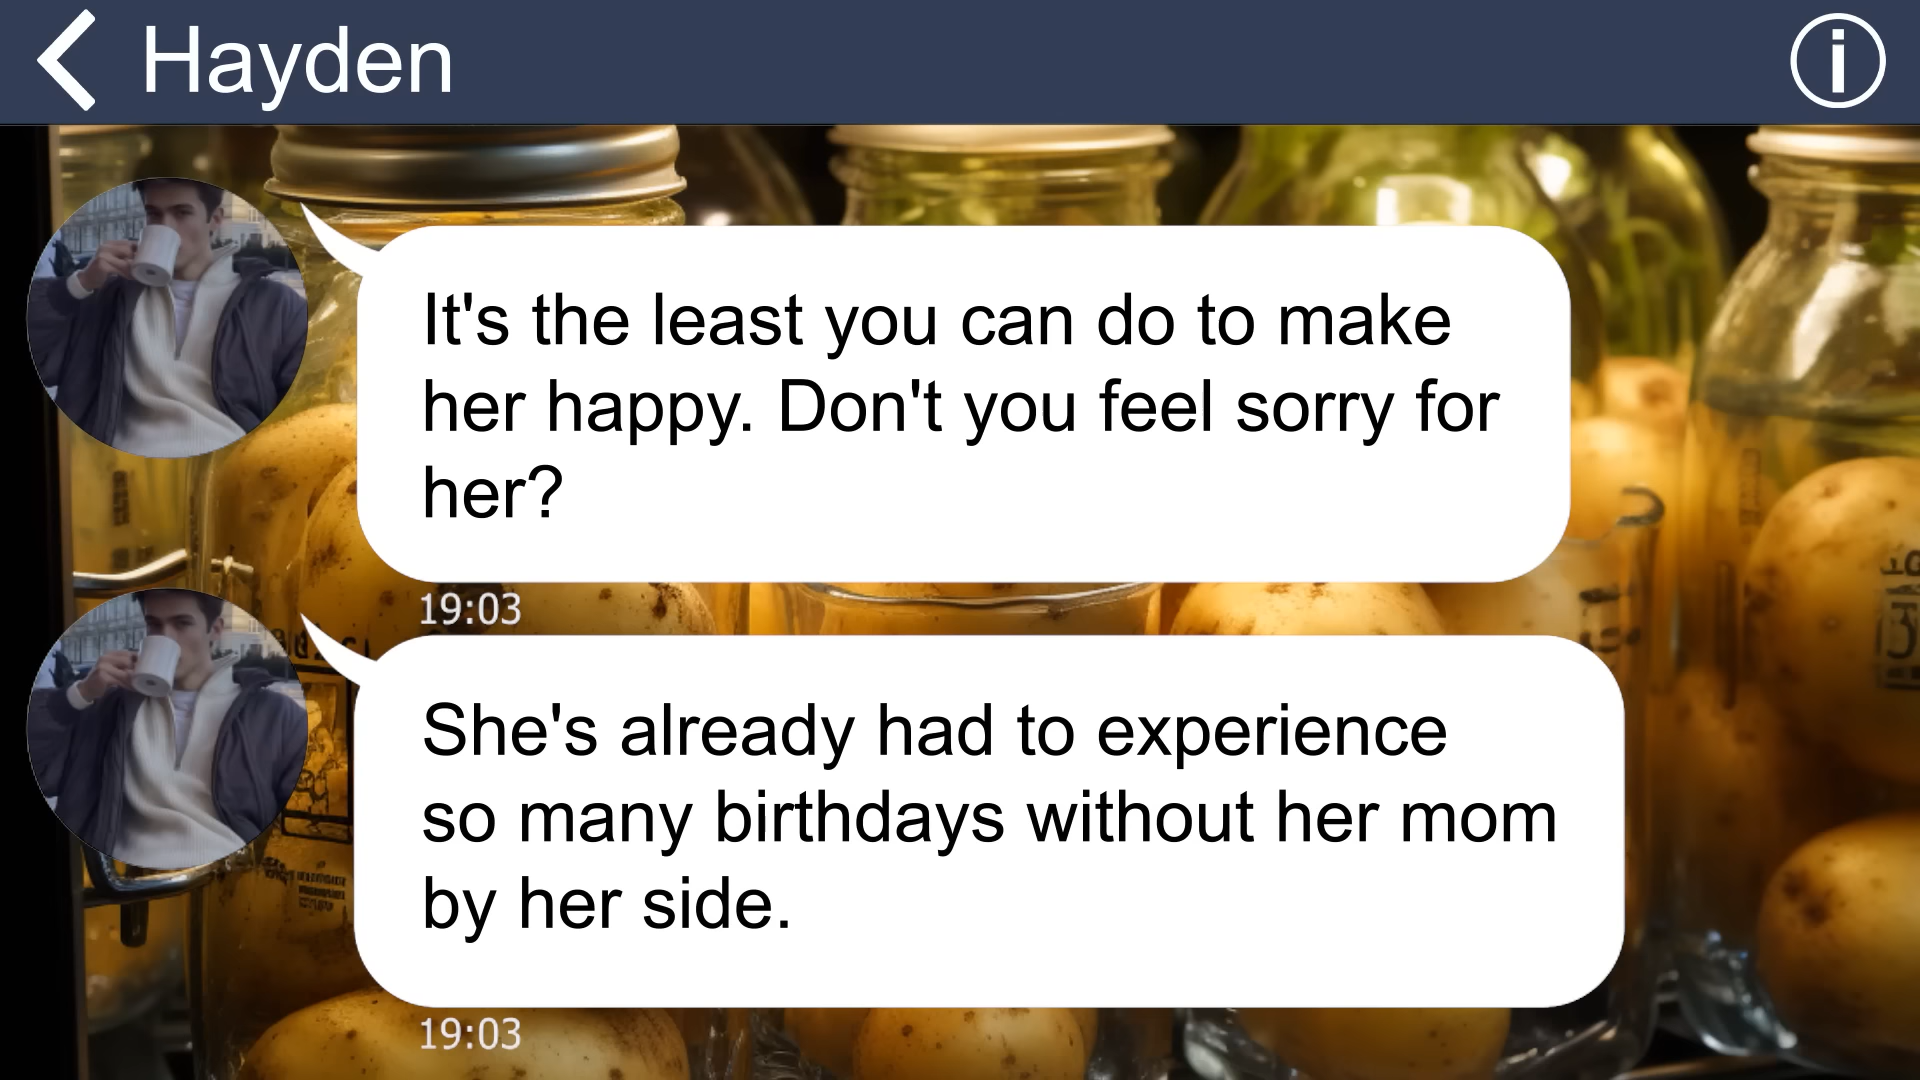 Hayden
It's the least you can do to make
her happy. Don't you feel sorry for
her?
19:03
She's already had to experience
so many birthdays without her mom
by her side.
19:03